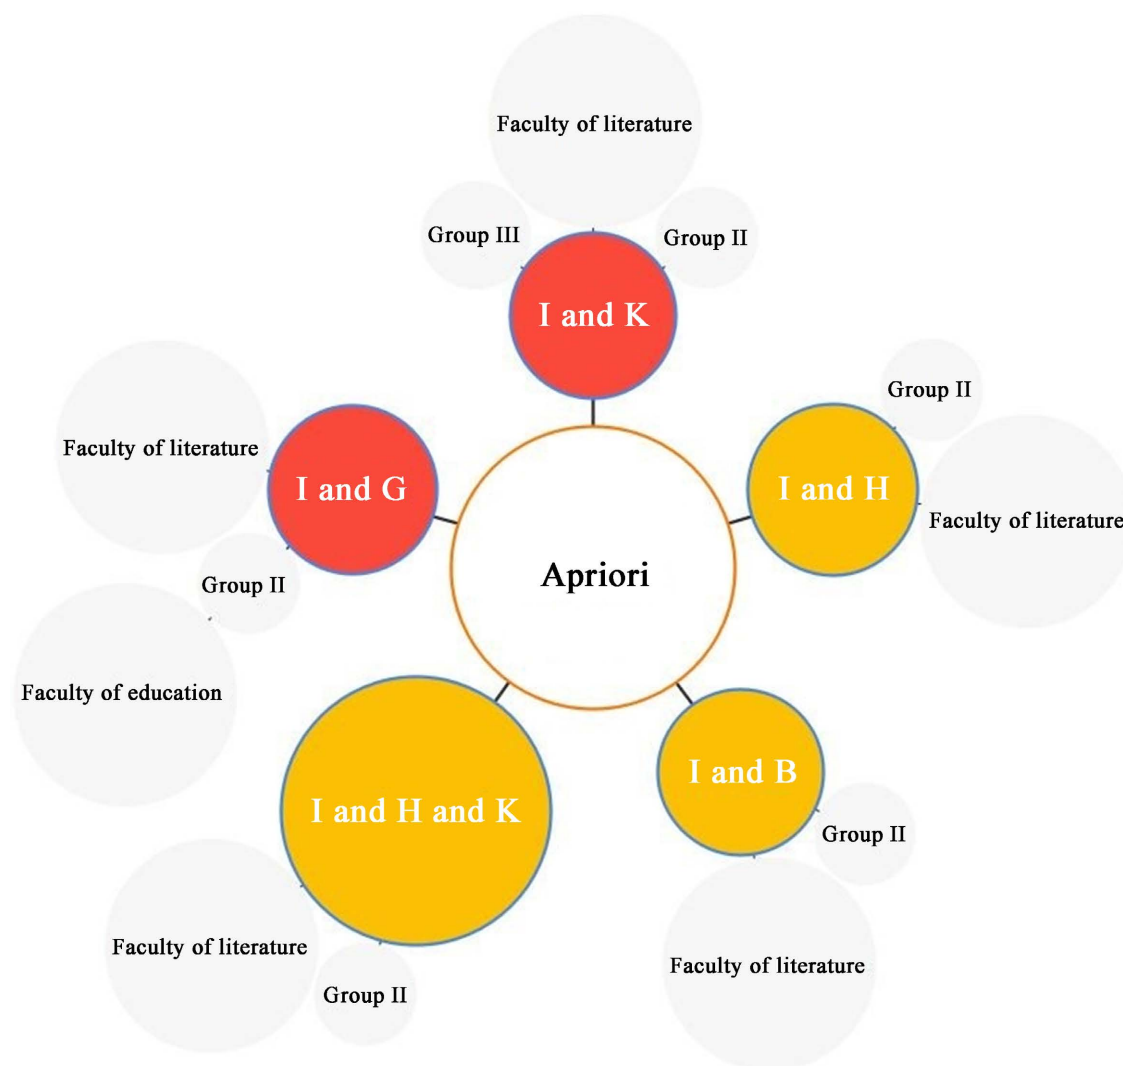 Faculty of literature
Group III
Group II
I and K
Group II
Faculty of literature
I and G
I and H
Faculty of literature
Apriori
Group II
Faculty of education
I and B
I and H and K
Group II
Faculty of literature
Faculty of literature
Group II